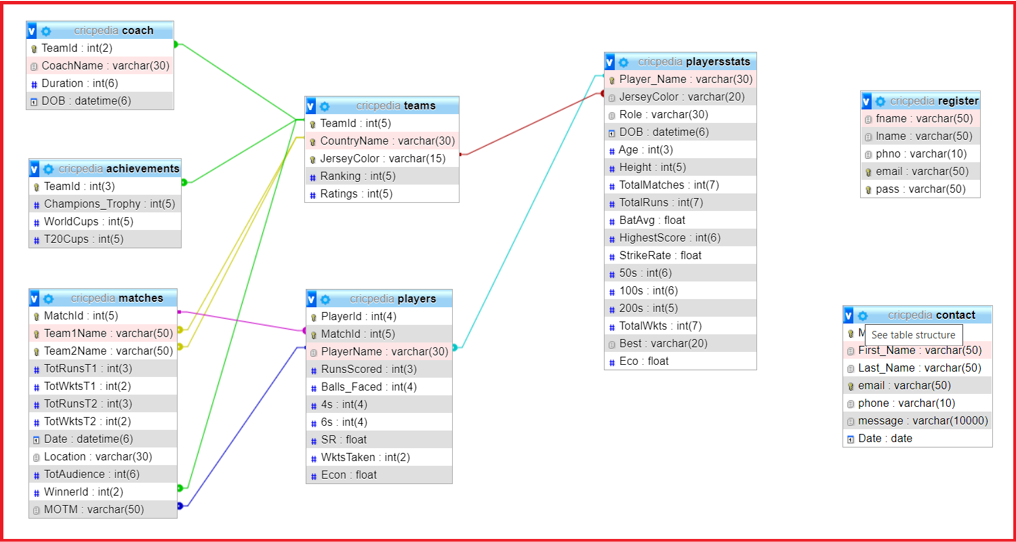 cricpedia coach
TeamId : int(2)
CoachName : varchar(30)
Duration : int(6)
DOB : datetime(6)
cricpedia achievements
TeamId : int(3)
Champions_Trophy : int(5)
WorldCups : int(5)
T20Cups : int(5)
cricpedia matches
MatchId : int(5)
Team1Name : varchar(50)
Team2Name : varchar(50)
TotRunsT1 : int(3)
TotWktsT1 : int(2)
TotRunsT2 : int(3)
TotWktsT2 : int(2)
Date : datetime(6)
Location : varchar(30)
TotAudience : int(6)
WinnerId : int(2)
MOTM : varchar(50)
cricpedia teams
TeamId : int(5)
CountryName : varchar(30)
JerseyColor : varchar(15)
Ranking : int(5)
Ratings : int(5)
cricpedia players
PlayerId : int(4)
MatchId : int(5)
PlayerName : varchar(30)
RunsScored : int(3)
Balls_Faced : int(4)
4s : int(4)
6s : int(4)
SR : float
WktsTaken : int(2)
Econ : float
cricpedia playersstats
Player_Name : varchar(30)
JerseyColor : varchar(20)
Role : varchar(30)
DOB : datetime(6)
Age : int(3)
Height : int(5)
TotalMatches : int(7)
TotalRuns : int(7)
BatAvg : float
HighestScore : int(6)
StrikeRate : float
50s : int(6)
100s : int(6)
200s : int(5)
TotalWkts : int(7)
Best : varchar(20)
Eco : float
cricpedia register
fname : varchar(50)
lname : varchar(50)
phno : varchar(10)
email : varchar(50)
pass : varchar(50)
cricpedia contact
See table structure
First_Name : varchar(50)
Last_Name : varchar(50)
email : varchar(50)
phone : varchar(10)
message : varchar(10000)
Date : date